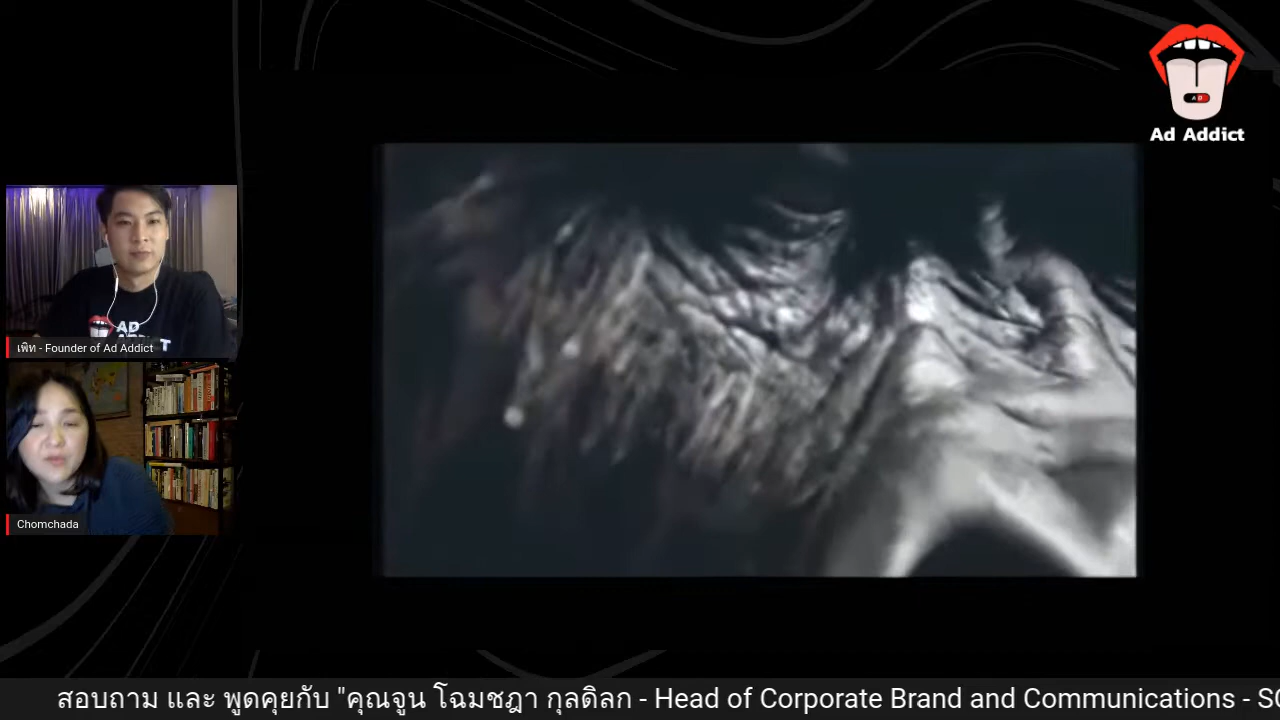 Ad Addict
AD
เพิท - Founder of Ad Addict
Chomchada
สอบถาม และ พูดคุยกับ "คุณจูน โฉมชฎา กุลดิลก - Head of Corporate Brand and Communications - SC